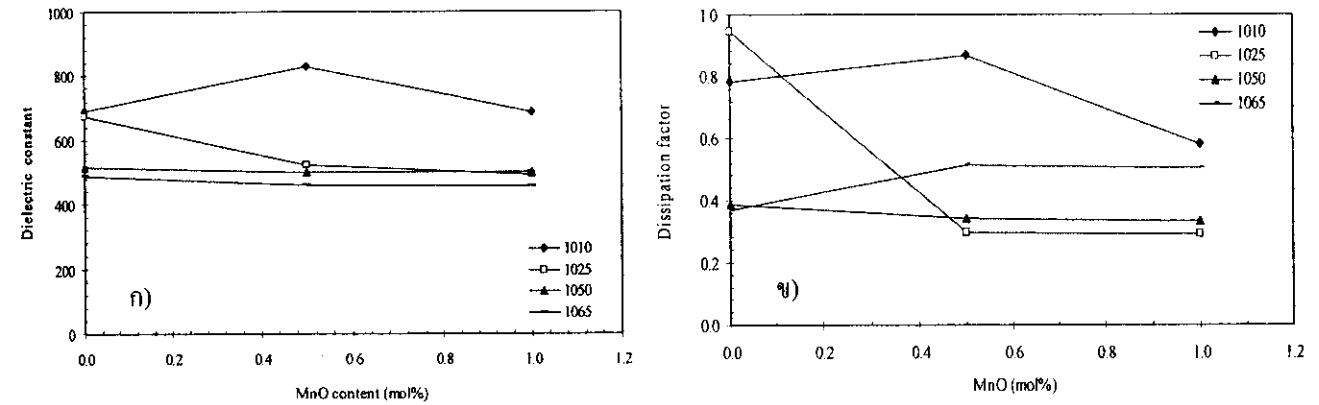 Dielectric constant
1000
800
600
400
200
0
0.0 0.2 0.4 0.6 0.8 1.0 1.2
MnO content (mol%)
1010
1025
1050
1065
ก)
Dissipation factor
1.0
0.8
0.6
0.4
0.2
0.0
0.0 0.2 0.4 0.6 0.8 1.0 1.2
MnO (mol%)
1010
1025
1050
1065
ข)